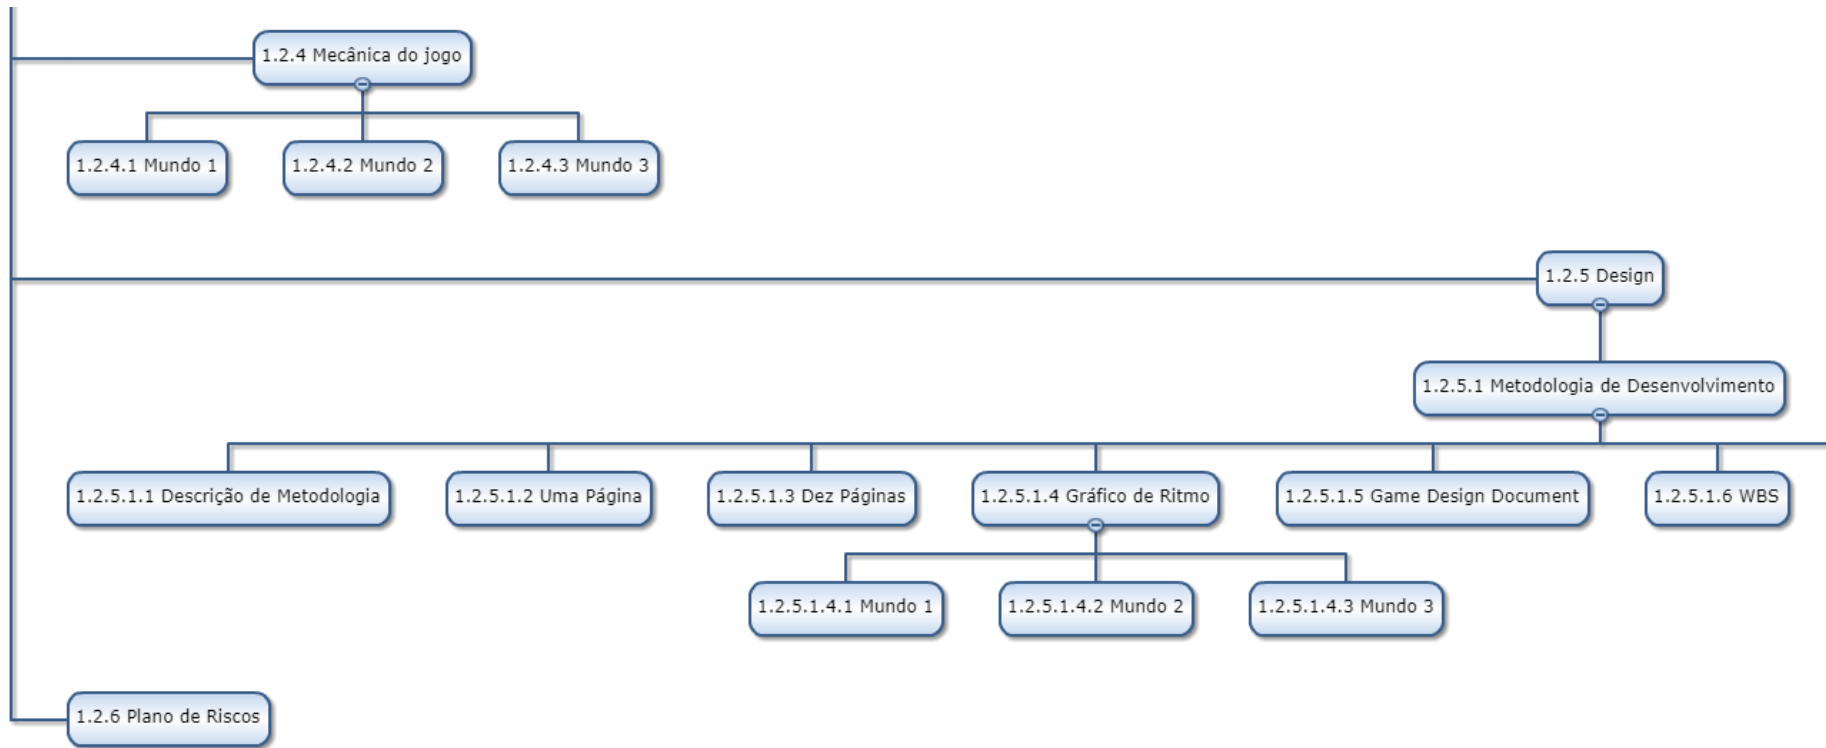 1.2.4 Mecânica do jogo
1.2.4.1 Mundo 1
1.2.4.2 Mundo 2
1.2.4.3 Mundo 3
1.2.5 Design
1.2.5.1 Metodologia de Desenvolvimento
1.2.5.1.1 Descrição de Metodologia
1.2.5.1.2 Uma Página
1.2.5.1.3 Dez Páginas
1.2.5.1.4 Gráfico de Ritmo
1.2.5.1.5 Game Design Document
1.2.5.1.6 WBS
1.2.5.1.4.1 Mundo 1
1.2.5.1.4.2 Mundo 2
1.2.5.1.4.3 Mundo 3
1.2.6 Plano de Riscos